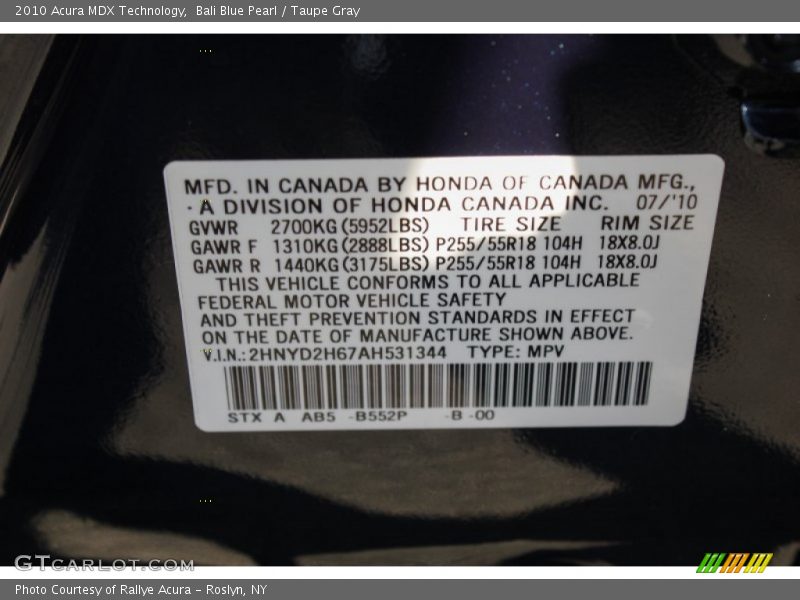 2010 Acura MDX Technology,  Bali Blue Pearl / Taupe Gray
MFD. IN CANADA BY HONDA OF CANADA MFG.,
A DIVISION OF HONDA CANADA INC. 07/'10
GVWR 2700KG(5952LBS) TIRE SIZE RIM SIZE
GAWR F 1310KG(2888LBS) P255/55R18 104H 18X8.0J
GAWR R 1440KG(3175LBS) P255/55R18 104H 18X8.0J
THIS VEHICLE CONFORMS TO ALL APPLICABLE
FEDERAL MOTOR VEHICLE SAFETY
AND THEFT PREVENTION STANDARDS IN EFFECT
ON THE DATE OF MANUFACTURE SHOWN ABOVE.
V.I.N.:2HNYD2H67AH531344 TYPE: MPV
STX A AB5 -B552P -B -00
GTCARLOT.COM
Photo Courtesy of Rallye Acura - Roslyn, NY